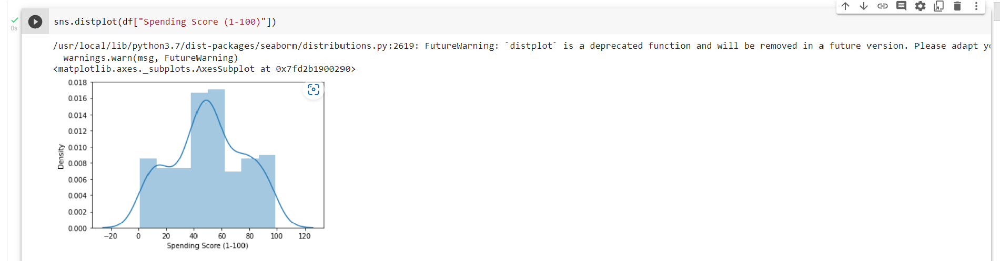 0s
sns.distplot(df["Spending Score (1-100)"])
/usr/local/lib/python3.7/dist-packages/seaborn/distributions.py:2619: FutureWarning: `distplot` is a deprecated function and will be removed in a future version. Please adapt
warnings.warn(msg, FutureWarning)
<matplotlib.axes._subplots.AxesSubplot at 0x7fd2b1900290>
0.018
0.016
0.014
0.012
0.010
0.008
0.006
0.004
0.002
0.000
Density
−20 0 20 40 60 80 100 120
Spending Score (1-100)